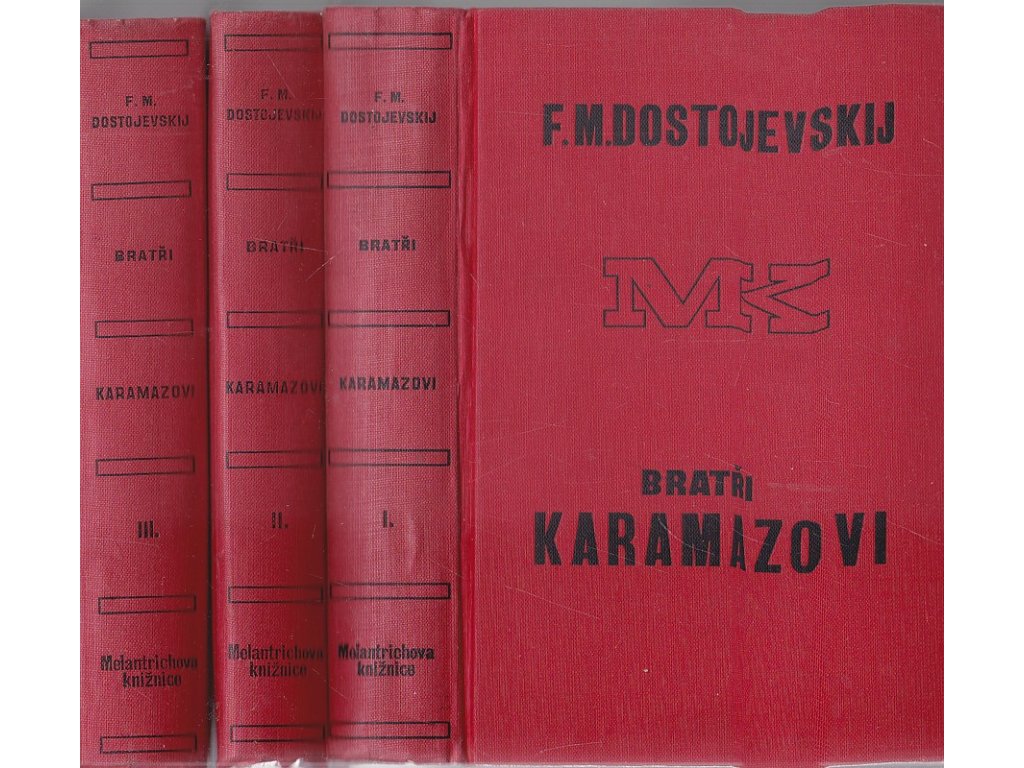 F. M.
DOSTOJEVSKIJ
BRATŘI
KARAMAZOVI
III.
Melantrichova
knižnice
F. M.
DOSTOJEVSKIJ
BRATŘI
KARAMAZOVI
II.
Melantrichova
knižnice
F. M.
DOSTOJEVSKIJ
BRATŘI
KARAMAZOVI
I.
Melantrichova
knižnice
F. M. DOSTOJEVSKIJ
MK
BRATŘI
KARAMAZOVI